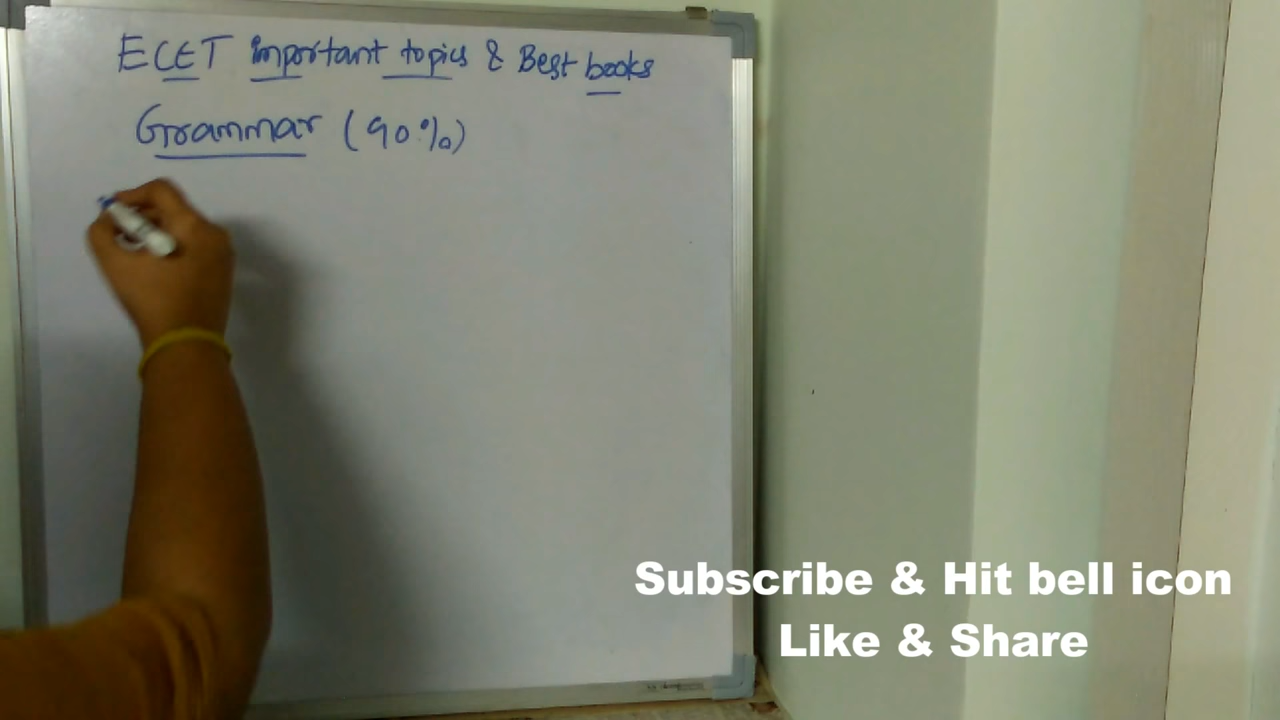 ECET important topics & Best books
Grammar (90%)
Subscribe & Hit bell icon
Like & Share